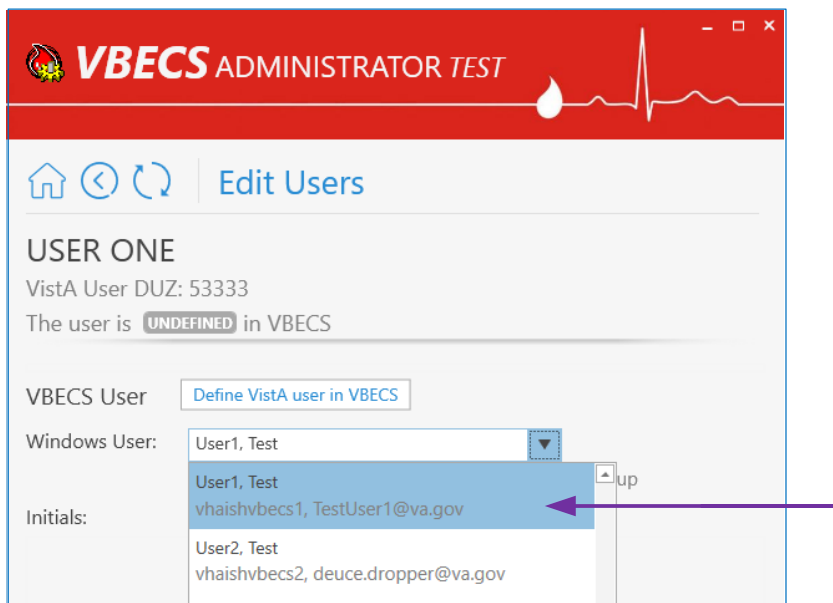 VBECS ADMINISTRATOR TEST
Edit Users
USER ONE
VistA User DUZ: 53333
The user is UNDEFINED in VBECS
VBECS User Define VistA user in VBECS
Windows User: User1, Test
User1, Test
up
vhaishvbecs1, TestUser1@va.gov
Initials:
User2, Test
vhaishvbecs2, deuce.dropper@va.gov